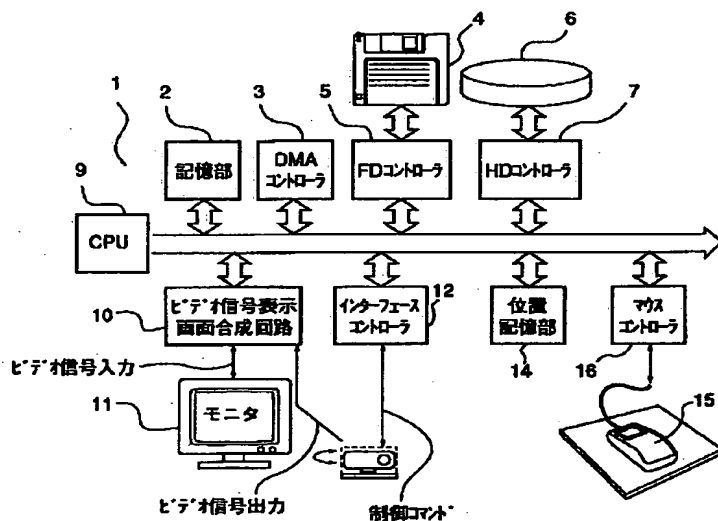 4
6
1
2
3
5
7
記憶部
DMA
コントローラ
FDコントローラ
HDコントローラ
9
CPU
10
ビデオ信号表示
画面合成回路
インターフェース
コントローラ
12
位置
記憶部
14
マウス
コントローラ
16
ビデオ信号入力
11
モニタ
15
ビデオ信号出力
制御コマンド